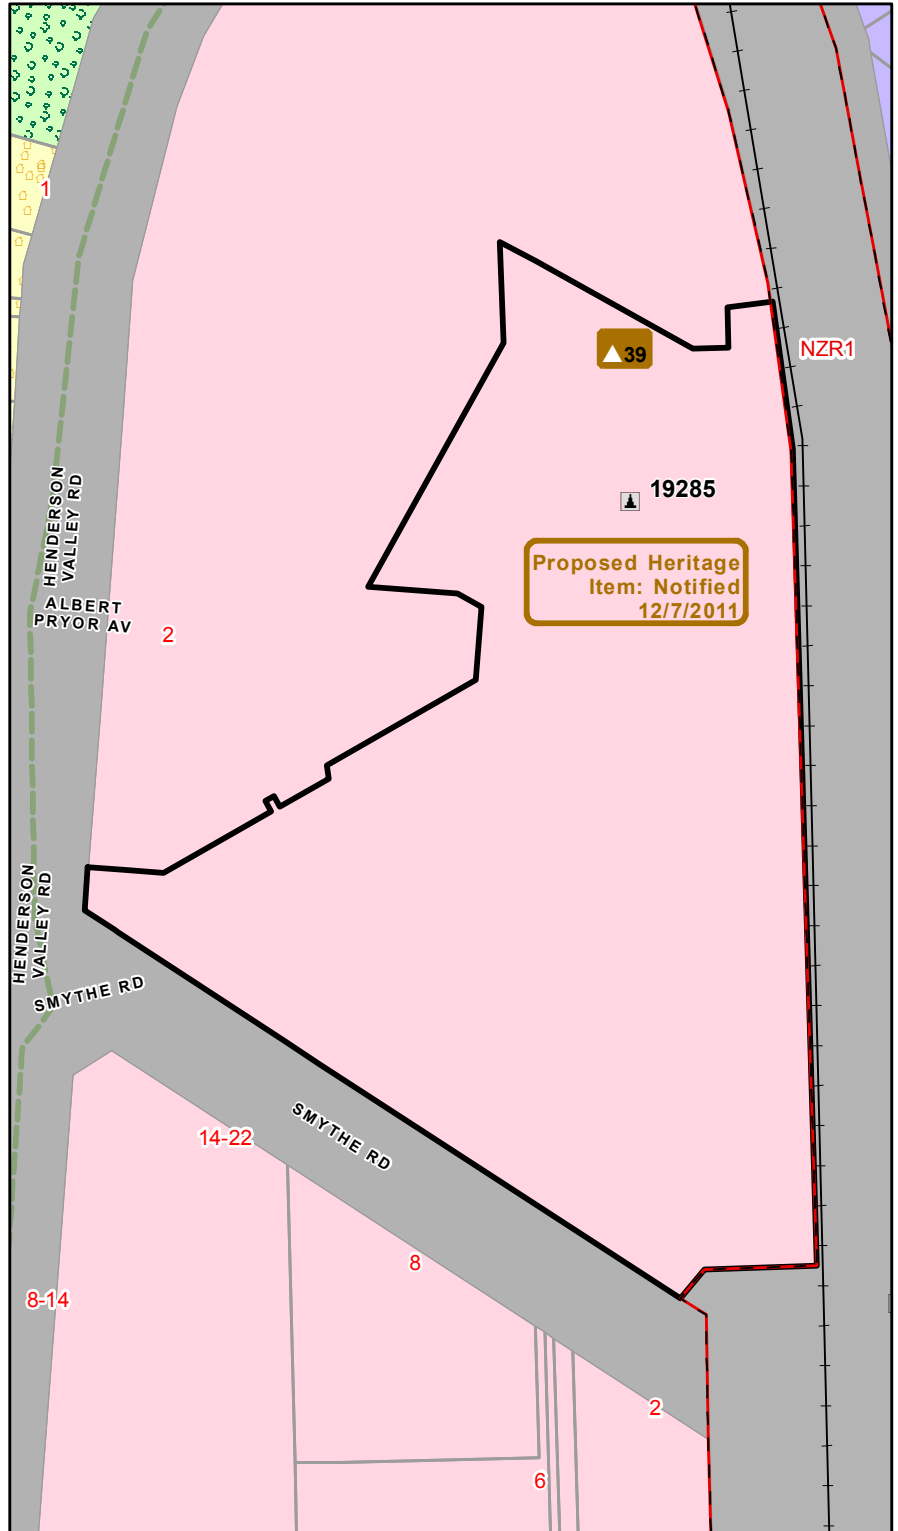 1
NZR1
39
19285
HENDERSON
VALLEY RD
Proposed Heritage
Item: Notified
12/7/2011
ALBERT
PRYOR AV
2
HENDERSON
VALLEY RD
SMYTHE RD
SMYTHE RD
14-22
8
8-14
2
6